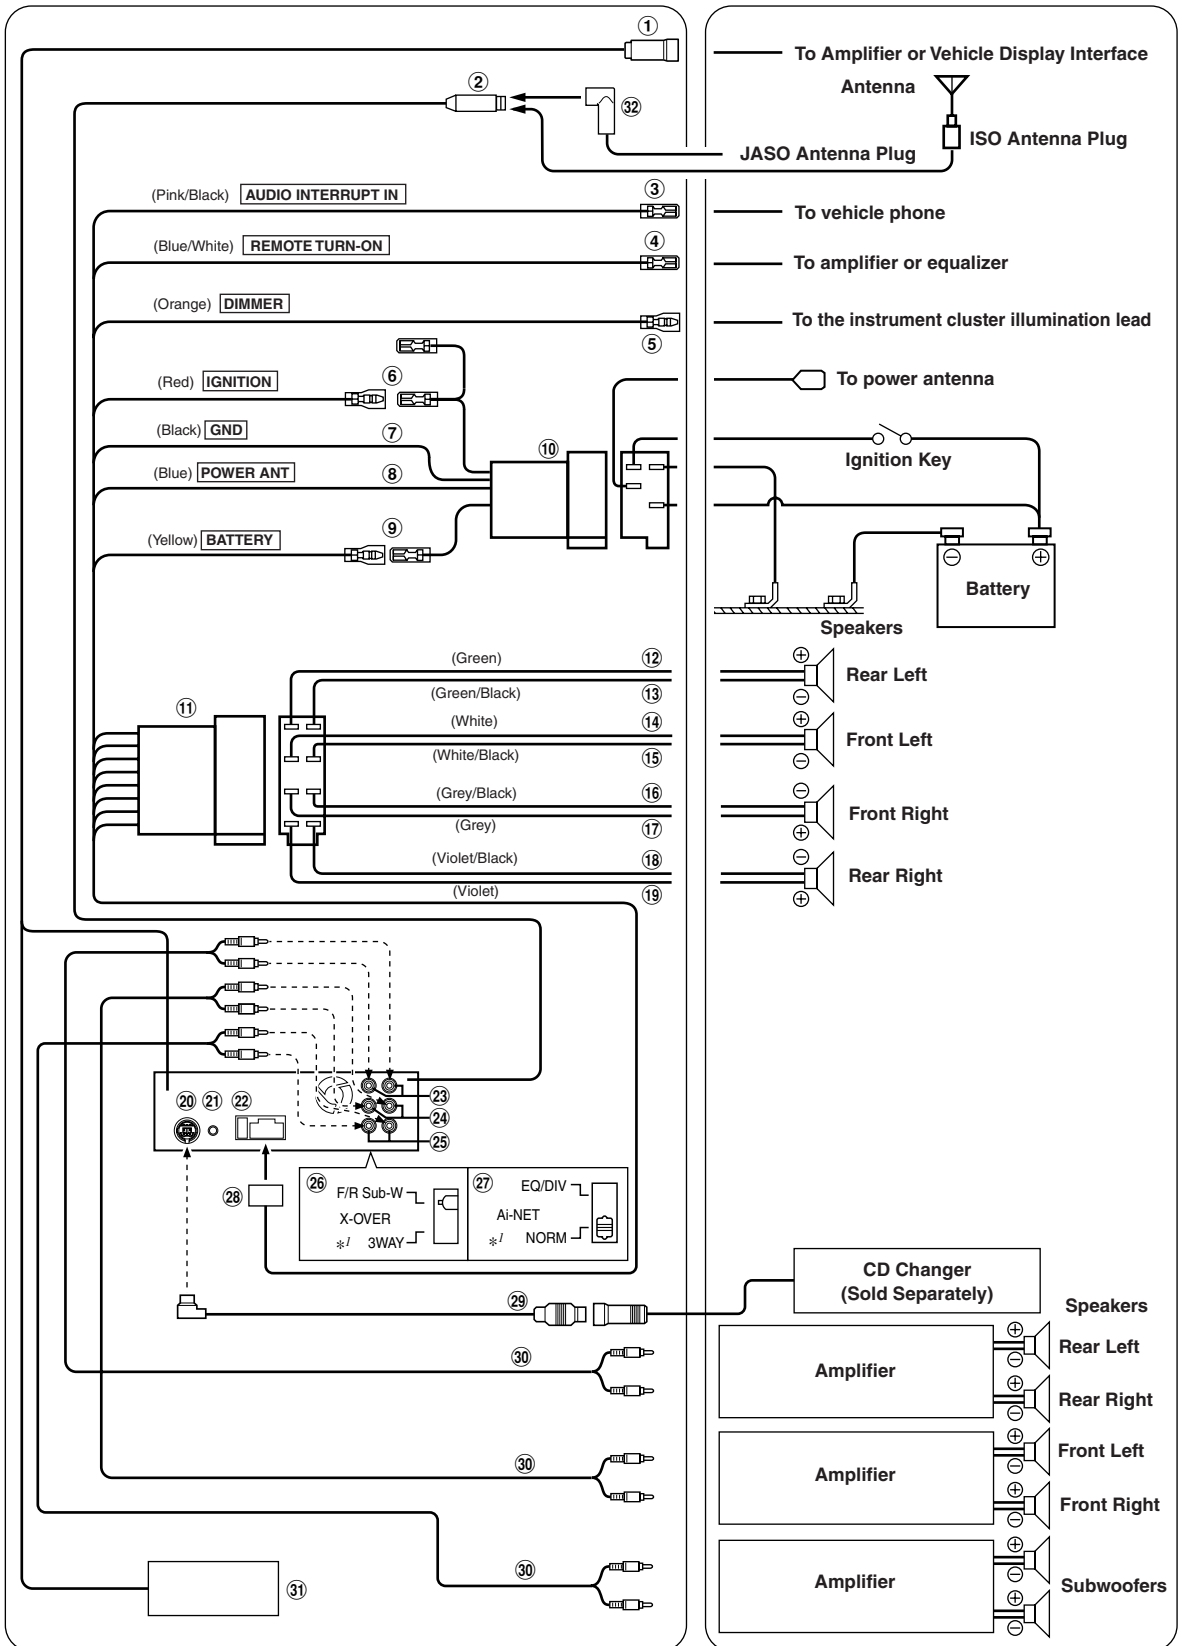 ①
To Amplifier or Vehicle Display Interface
②
Antenna
㉜
ISO Antenna Plug
JASO Antenna Plug
(Pink/Black) AUDIO INTERRUPT IN
③
To vehicle phone
(Blue/White) REMOTE TURN-ON
④
To amplifier or equalizer
(Orange) DIMMER
To the instrument cluster illumination lead
⑤
(Red) IGNITION
⑥
To power antenna
(Black) GND
⑦
⑩
Ignition Key
(Blue) POWER ANT
⑧
(Yellow) BATTERY
⑨
⊖ ⊕
Battery
Speakers
(Green)
⑫
⊕
Rear Left
(Green/Black)
⑬
⊖
⑪
(White)
⑭
⊕
Front Left
(White/Black)
⑮
⊖
(Grey/Black)
⑯
⊖
Front Right
(Grey)
⑰
⊕
(Violet/Black)
⑱
⊖
Rear Right
(Violet)
⑲
⊕
⑳ ㉑ ㉒
㉓
㉔
㉕
㉘
㉖
F/R Sub-W
X-OVER
*1 3WAY
㉗
EQ/DIV
Ai-NET
*1 NORM
CD Changer
(Sold Separately)
㉙
Speakers
Amplifier
⊕
Rear Left
⊖
⊕
Rear Right
⊖
㉚
Amplifier
⊕
Front Left
⊖
⊕
Front Right
⊖
㉚
Amplifier
⊕
⊖
Subwoofers
⊕
⊖
㉚
㉛